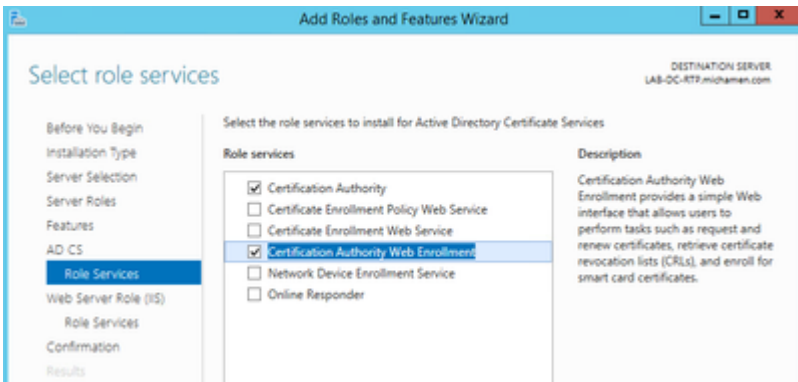 Add Roles and Features Wizard
Select role services
DESTINATION SERVER
LAB-DC-RTP.michamen.com
Before You Begin
Installation Type
Server Selection
Server Roles
Features
AD CS
Role Services
Web Server Role (IIS)
Role Services
Confirmation
Results
Select the role services to install for Active Directory Certificate Services
Role services
Certification Authority
Certificate Enrollment Policy Web Service
Certificate Enrollment Web Service
Certification Authority Web Enrollment
Network Device Enrollment Service
Online Responder
Description
Certification Authority Web
Enrollment provides a simple Web
interface that allows users to
perform tasks such as request and
renew certificates, retrieve certificate
revocation lists (CRLs), and enroll for
smart card certificates.